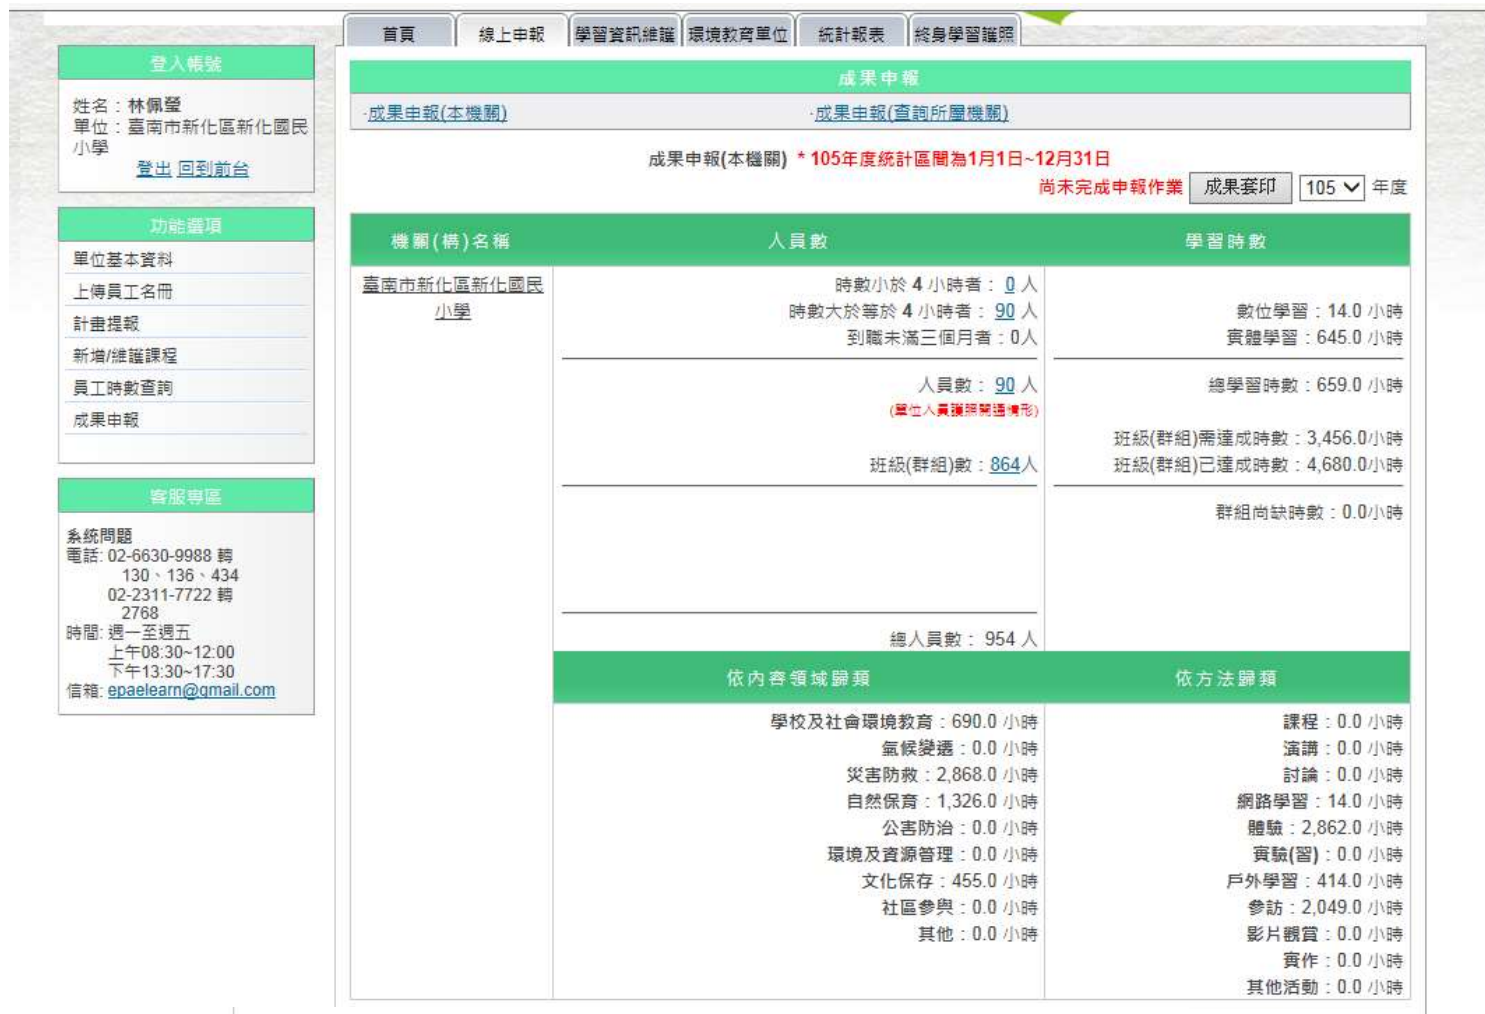 首頁
線上申報
學習資訊維護
環境教育單位
統計報表
終身學習護照
登入帳號
姓名：林佩瑩
單位：臺南市新化區新化國民
小學
登出 回到前台
功能選項
單位基本資料
上傳員工名冊
計畫提報
新增/維護課程
員工時數查詢
成果申報
客服專區
系統問題
電話: 02-6630-9988 轉
130、136、434
02-2311-7722 轉
2768
時間: 週一至週五
上午08:30~12:00
下午13:30~17:30
信箱: epaelearn@gmail.com
成果申報
·成果申報(本機關)
·成果申報(查詢所屬機關)
成果申報(本機關) * 105年度統計區間為1月1日~12月31日
尚未完成申報作業 成果套印 105 年度
機關(構)名稱
人員數
學習時數
臺南市新化區新化國民
小學
時數小於 4 小時者： 0 人
時數大於等於 4 小時者： 90 人
到職未滿三個月者：0人
人員數： 90 人
(單位人員護照開通情形)
班級(群組)數：864人
總人員數： 954 人
數位學習：14.0 小時
實體學習：645.0 小時
總學習時數：659.0 小時
班級(群組)需達成時數：3,456.0小時
班級(群組)已達成時數：4,680.0小時
群組尚缺時數：0.0小時
依內容領域歸類
依方法歸類
學校及社會環境教育：690.0 小時
氣候變遷：0.0 小時
災害防救：2,868.0 小時
自然保育：1,326.0 小時
公害防治：0.0 小時
環境及資源管理：0.0 小時
文化保存：455.0 小時
社區參與：0.0 小時
其他：0.0 小時
課程：0.0 小時
演講：0.0 小時
討論：0.0 小時
網路學習：14.0 小時
體驗：2,862.0 小時
實驗(習)：0.0 小時
戶外學習：414.0 小時
參訪：2,049.0 小時
影片觀賞：0.0 小時
實作：0.0 小時
其他活動：0.0 小時